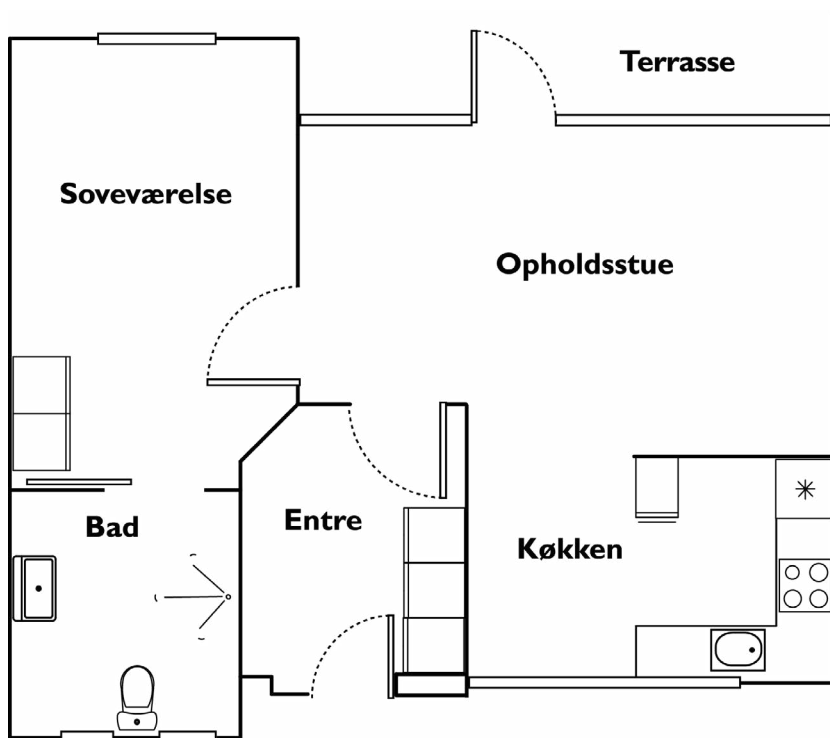 Terrasse
Soveværelse
Opholdsstue
Bad
Entre
Køkken